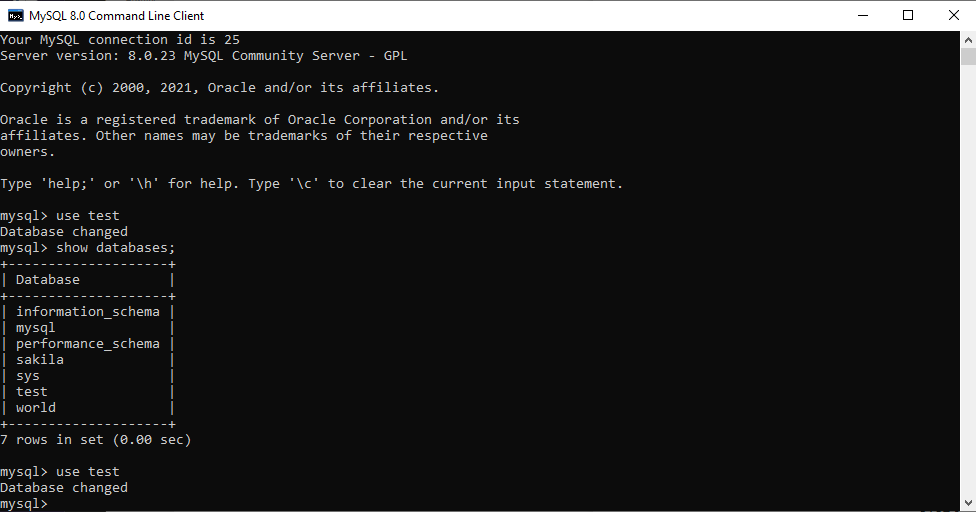 MySQL 8.0 Command Line Client
Your MySQL connection id is 25
Server version: 8.0.23 MySQL Community Server - GPL
Copyright (c) 2000, 2021, Oracle and/or its affiliates.
Oracle is a registered trademark of Oracle Corporation and/or its
affiliates. Other names may be trademarks of their respective
owners.
Type 'help;' or '\h' for help. Type '\c' to clear the current input statement.
mysql> use test
Database changed
mysql> show databases;
+--------------------+
| Database           |
+--------------------+
| information_schema |
| mysql              |
| performance_schema |
| sakila             |
| sys                |
| test               |
| world              |
+--------------------+
7 rows in set (0.00 sec)
mysql> use test
Database changed
mysql>